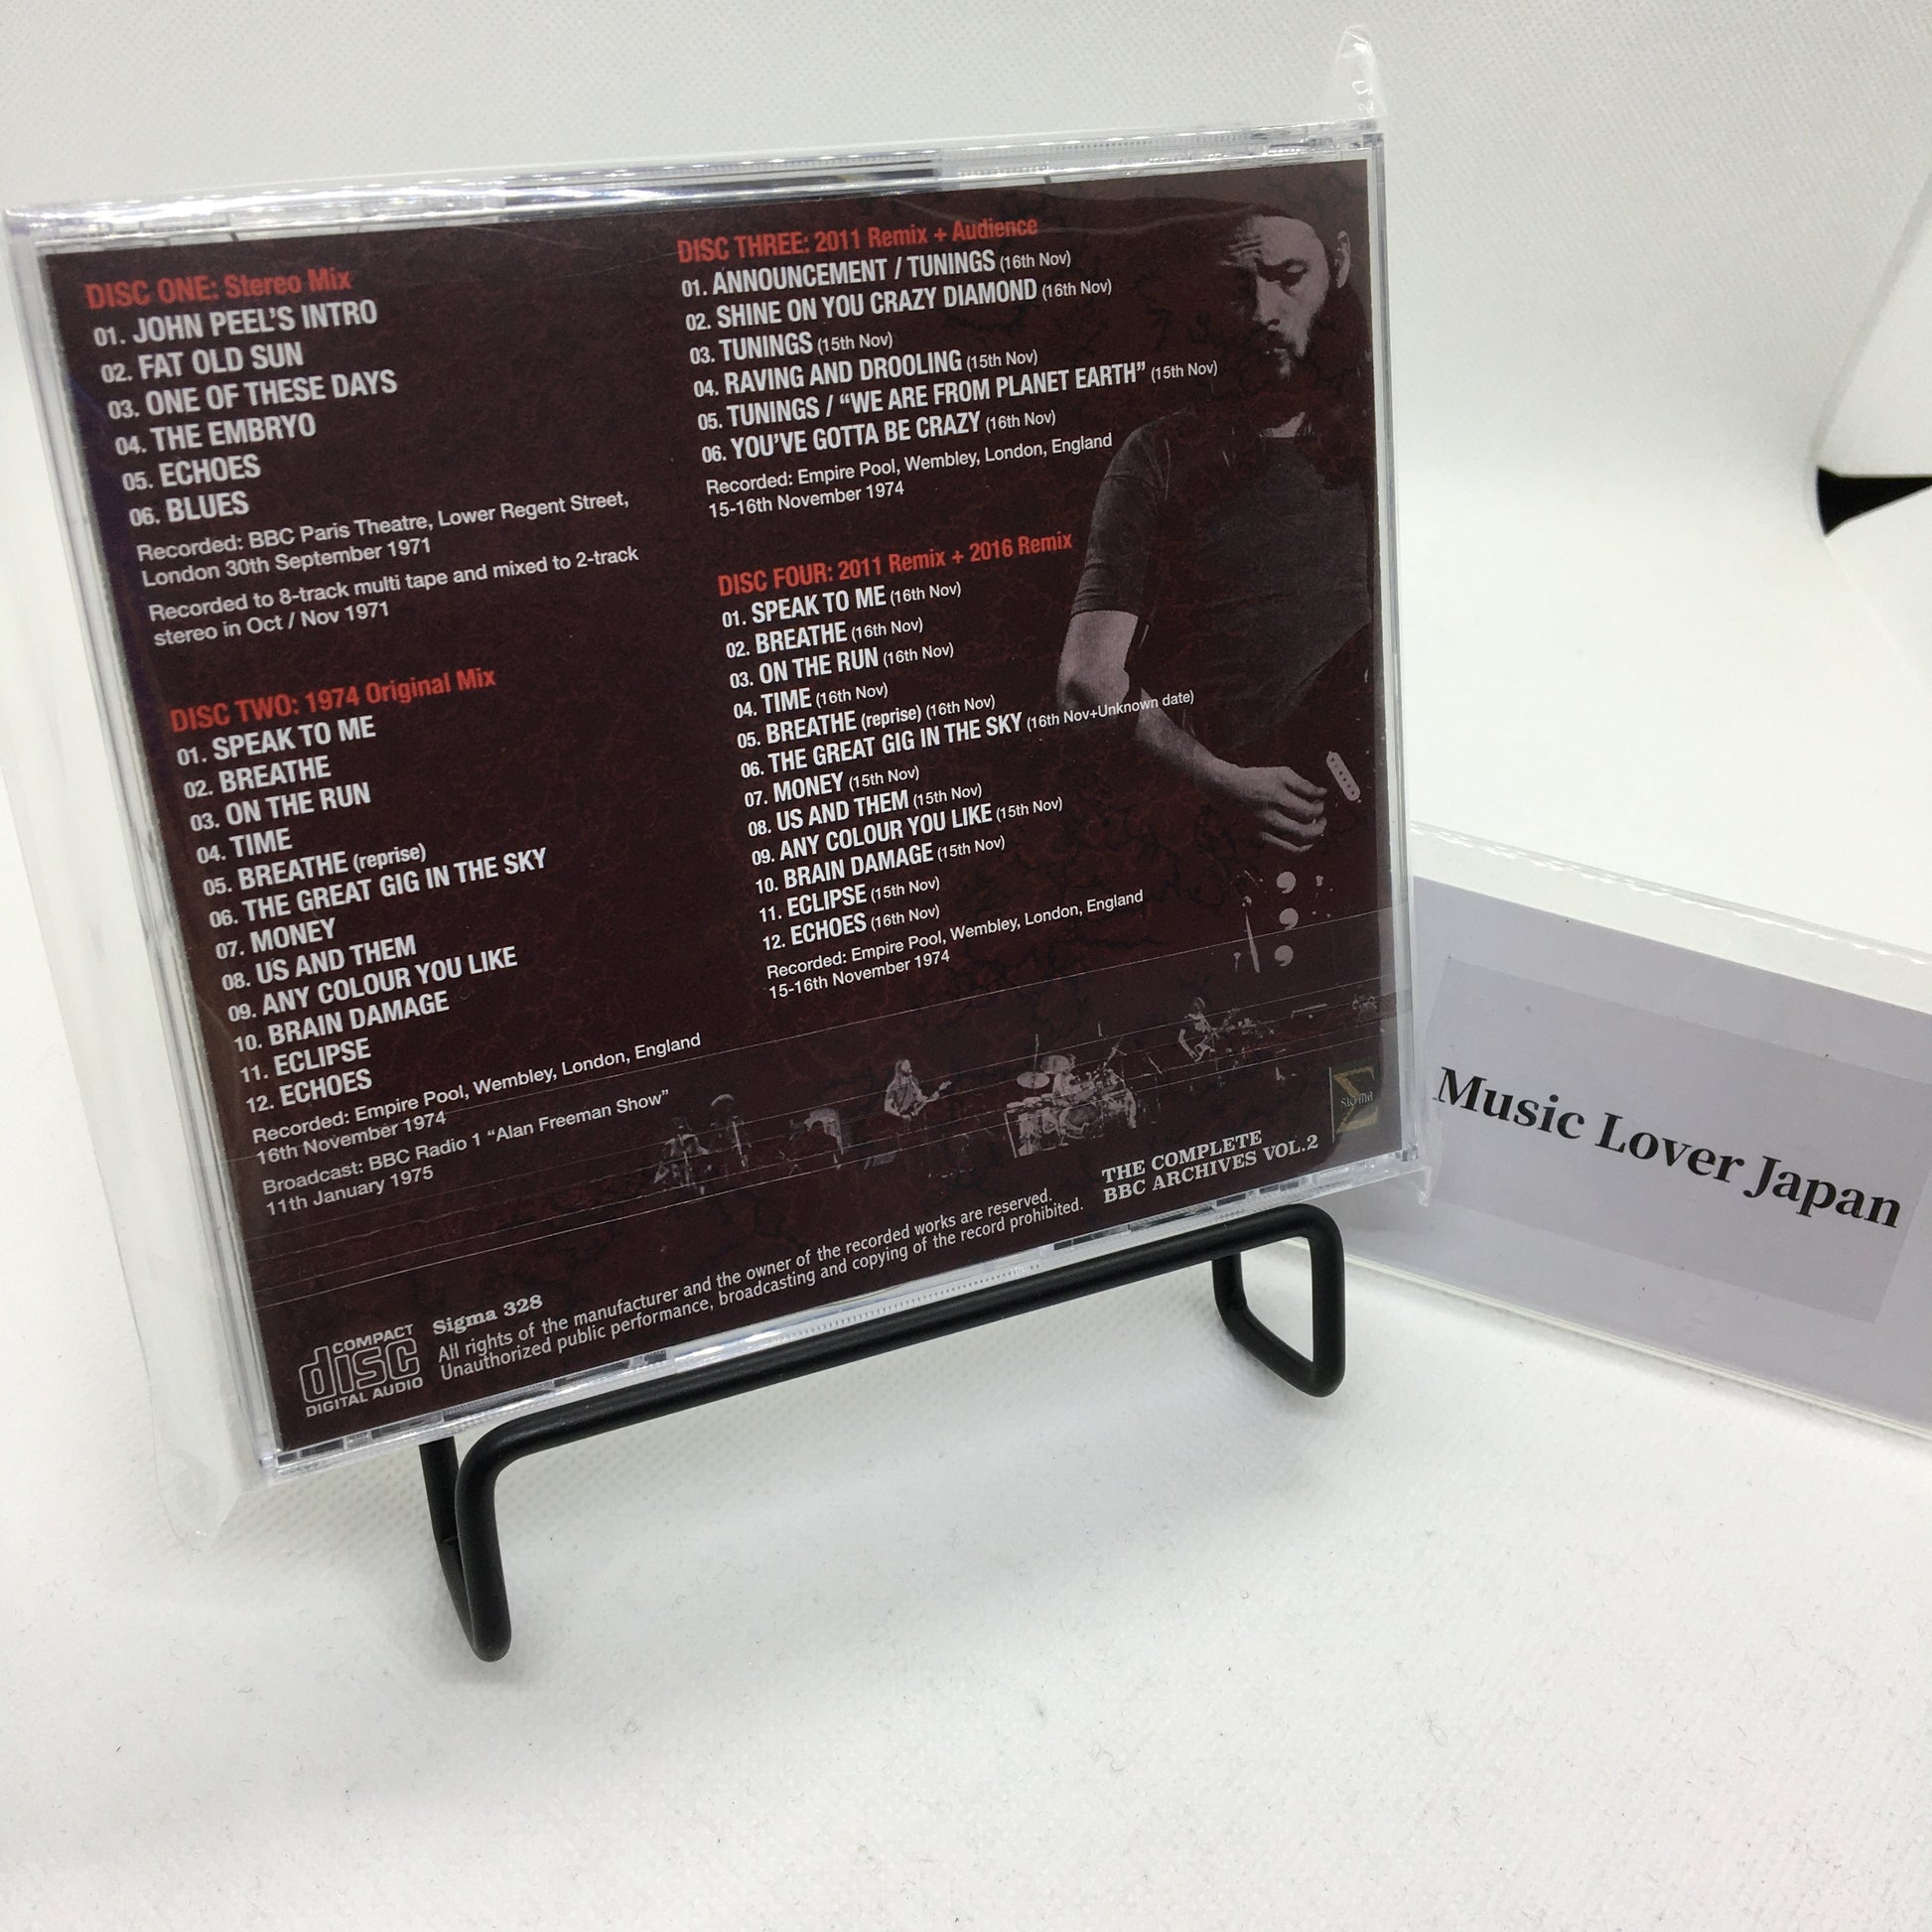 DISC ONE: Stereo Mix
01. JOHN PEEL'S INTRO
02. FAT OLD SUN
03. ONE OF THESE DAYS
04. THE EMBRYO
05. ECHOES
06. BLUES
Recorded: BBC Paris Theatre, Lower Regent Street,
London 30th September 1971
Recorded to 8-track multi tape and mixed to 2-track
stereo in Oct / Nov 1971
DISC TWO: 1974 Original Mix
01. SPEAK TO ME
02. BREATHE
03. ON THE RUN
04. TIME
05. BREATHE (reprise)
06. THE GREAT GIG IN THE SKY
07. MONEY
08. US AND THEM
09. ANY COLOUR YOU LIKE
10. BRAIN DAMAGE
11. ECLIPSE
12. ECHOES
Recorded: Empire Pool, Wembley, London, England
16th November 1974
Broadcast: BBC Radio 1 “Alan Freeman Show”
11th January 1975
DISC THREE: 2011 Remix + Audience
01. ANNOUNCEMENT / TUNINGS (16th Nov)
02. SHINE ON YOU CRAZY DIAMOND (16th Nov)
03. TUNINGS (15th Nov)
04. RAVING AND DROOLING (15th Nov)
05. TUNINGS / “WE ARE FROM PLANET EARTH” (15th Nov)
06. YOU'VE GOTTA BE CRAZY (16th Nov)
Recorded: Empire Pool, Wembley, London, England
15-16th November 1974
DISC FOUR: 2011 Remix + 2016 Remix
01. SPEAK TO ME (16th Nov)
02. BREATHE (16th Nov)
03. ON THE RUN (16th Nov)
04. TIME (16th Nov)
05. BREATHE (reprise) (16th Nov)
06. THE GREAT GIG IN THE SKY (16th Nov+Unknown date)
07. MONEY (15th Nov)
08. US AND THEM (15th Nov)
09. ANY COLOUR YOU LIKE (15th Nov)
10. BRAIN DAMAGE (15th Nov)
11. ECLIPSE (15th Nov)
12. ECHOES (16th Nov)
Recorded: Empire Pool, Wembley, London, England
15-16th November 1974
Sigma
THE COMPLETE
BBC ARCHIVES VOL.2
COMPACT
disc
DIGITAL AUDIO
Sigma 328
All rights of the manufacturer and the owner of the recorded works are reserved.
Unauthorized public performance, broadcasting and copying of the record prohibited.
Music Lover Japan